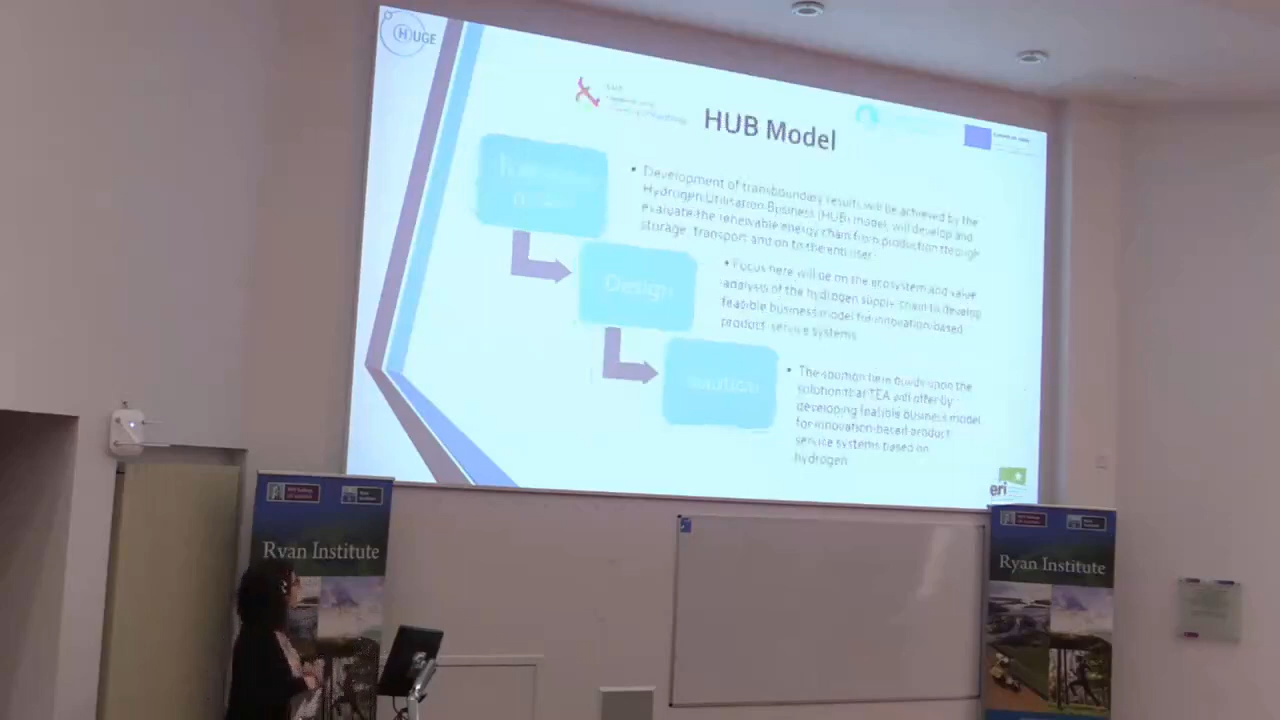 HUGE
HUB Model
• Development of transboundary results will be achieved by the
Hydrogen Utilisation Business (HUB) model, will develop and
evaluate the renewable energy chain from production through
storage, transport and on to the end user
Design
• Focus here will be on the ecosystem and value
analysis of the hydrogen supply chain to develop
feasible business model for innovation-based
product-service systems
• The solution here builds upon the
solution that TEA will offer by
developing feasible business model
for innovation-based product
service systems based on
hydrogen
eri
Ryan Institute
Ryan Institute